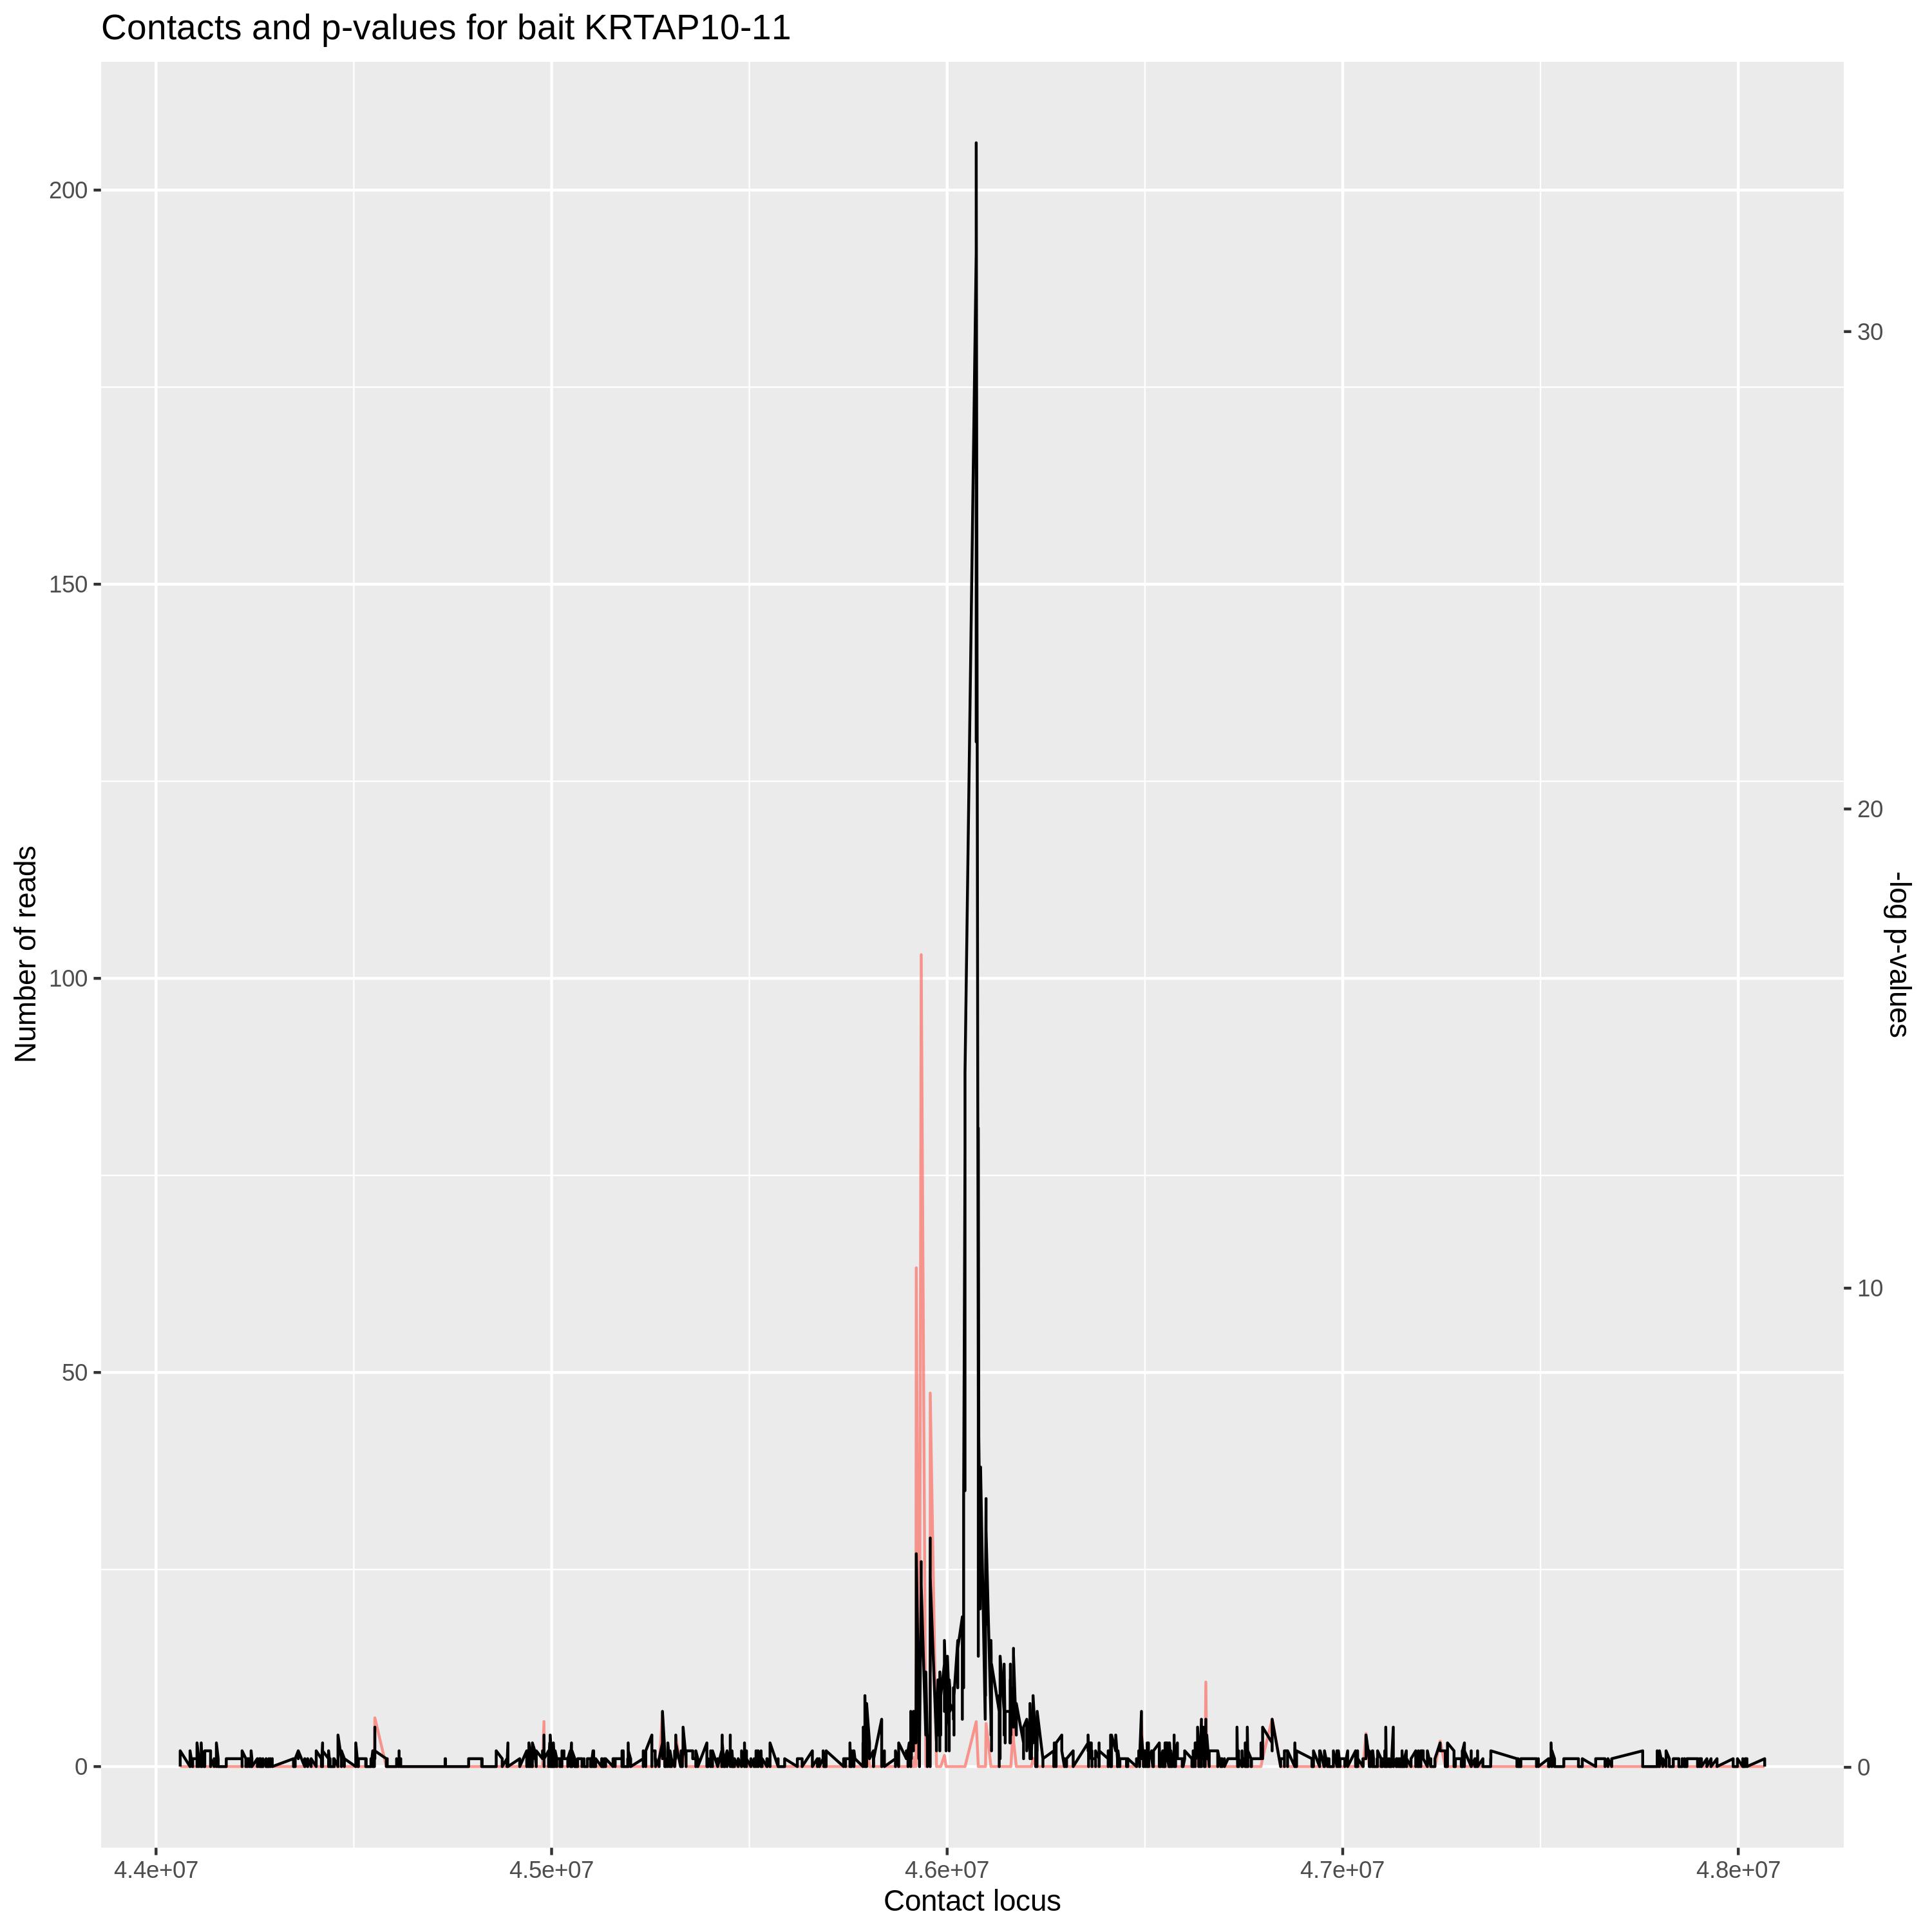 Contacts and p-values for bait KRTAP10-11
200
150
100
50
0
Number of reads
30
20
10
0
-log p-values
4.4e+07
4.5e+07
4.6e+07
4.7e+07
4.8e+07
Contact locus